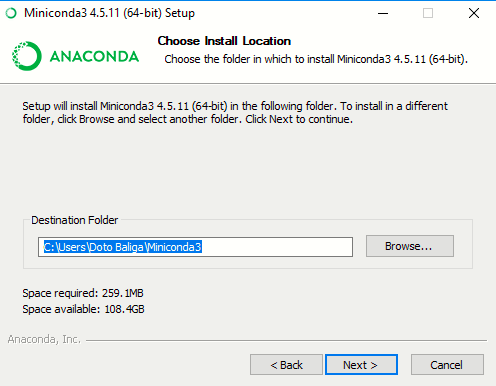 Miniconda3 4.5.11 (64-bit) Setup
ANACONDA
Choose Install Location
Choose the folder in which to install Miniconda3 4.5.11 (64-bit).
Setup will install Miniconda3 4.5.11 (64-bit) in the following folder. To install in a different
folder, click Browse and select another folder. Click Next to continue.
Destination Folder
C:\Users\Doto Baliga\Miniconda3
Browse...
Space required: 259.1MB
Space available: 108.4GB
Anaconda, Inc.
< Back
Next >
Cancel